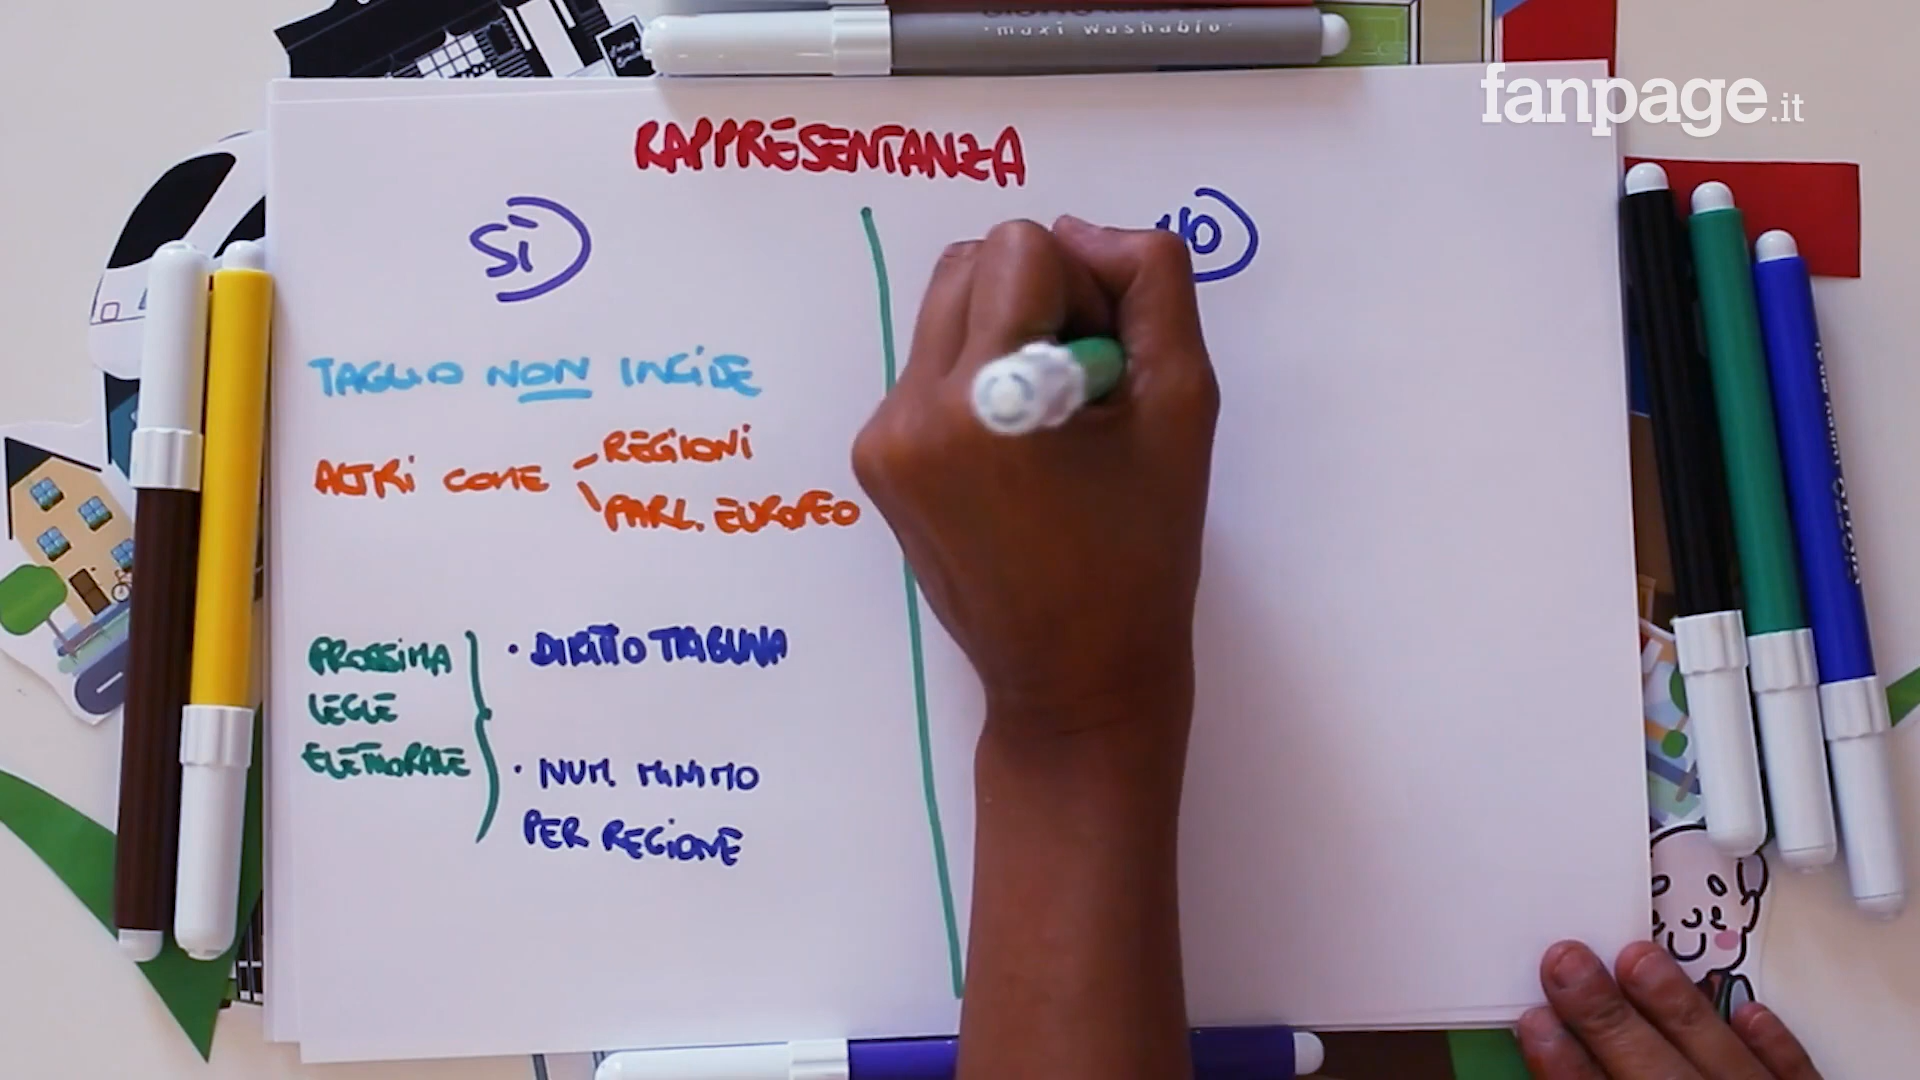 maxi washable
fanpage.it
RAPPRESENTANZA
SÌ
NO
TAGLIO NON INCIDE
ALTRI COME
REGIONI
PARL. EUROPEO
PROSSIMA
LEGGE
ELETTORALE
• DIRITTO TRIBUNA
• NUM. MINIMO
PER REGIONE